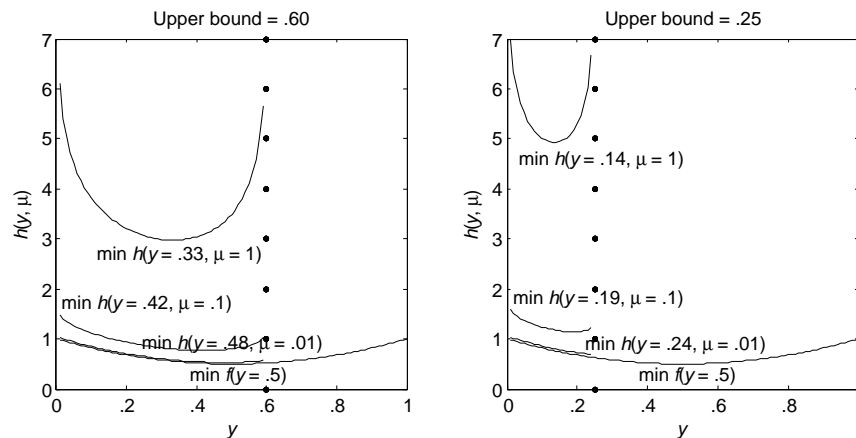 Upper bound = .60
7
6
5
4
3
2
1
0
h(y, μ)
min h(y = .33, μ = 1)
min h(y = .42, μ = .1)
min h(y = .48, μ = .01)
min f(y = .5)
0 .2 .4 .6 .8 1
y
Upper bound = .25
7
6
5
4
3
2
1
0
h(y, μ)
min h(y = .14, μ = 1)
min h(y = .19, μ = .1)
min h(y = .24, μ = .01)
min f(y = .5)
0 0.2 .4 .6 .8
y